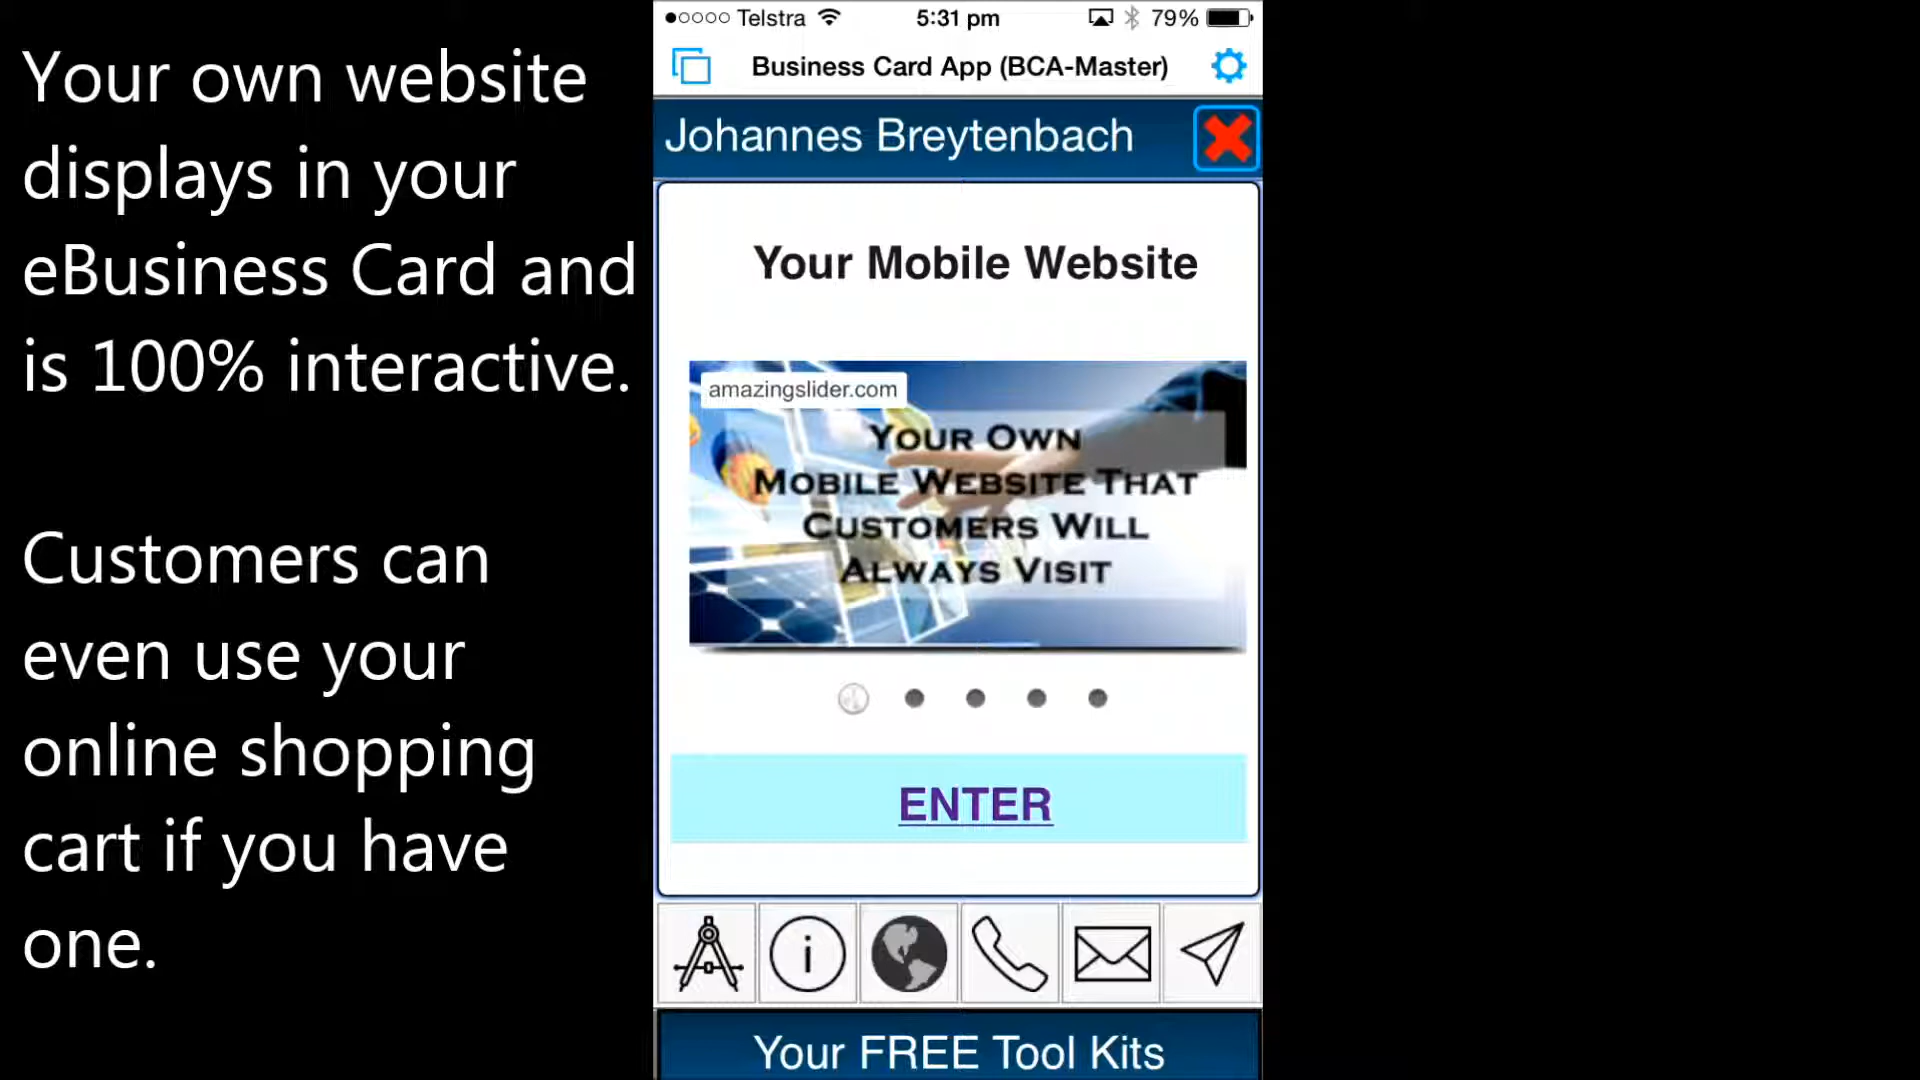 Your own website
displays in your
eBusiness Card and
is 100% interactive.
Customers can
even use your
online shopping
cart if you have
one.
Telstra
5:31 pm
79%
Business Card App (BCA-Master)
Johannes Breytenbach
Your Mobile Website
amazingslider.com
YOUR OWN
MOBILE WEBSITE THAT
CUSTOMERS WILL
ALWAYS VISIT
ENTER
i
Your FREE Tool Kits